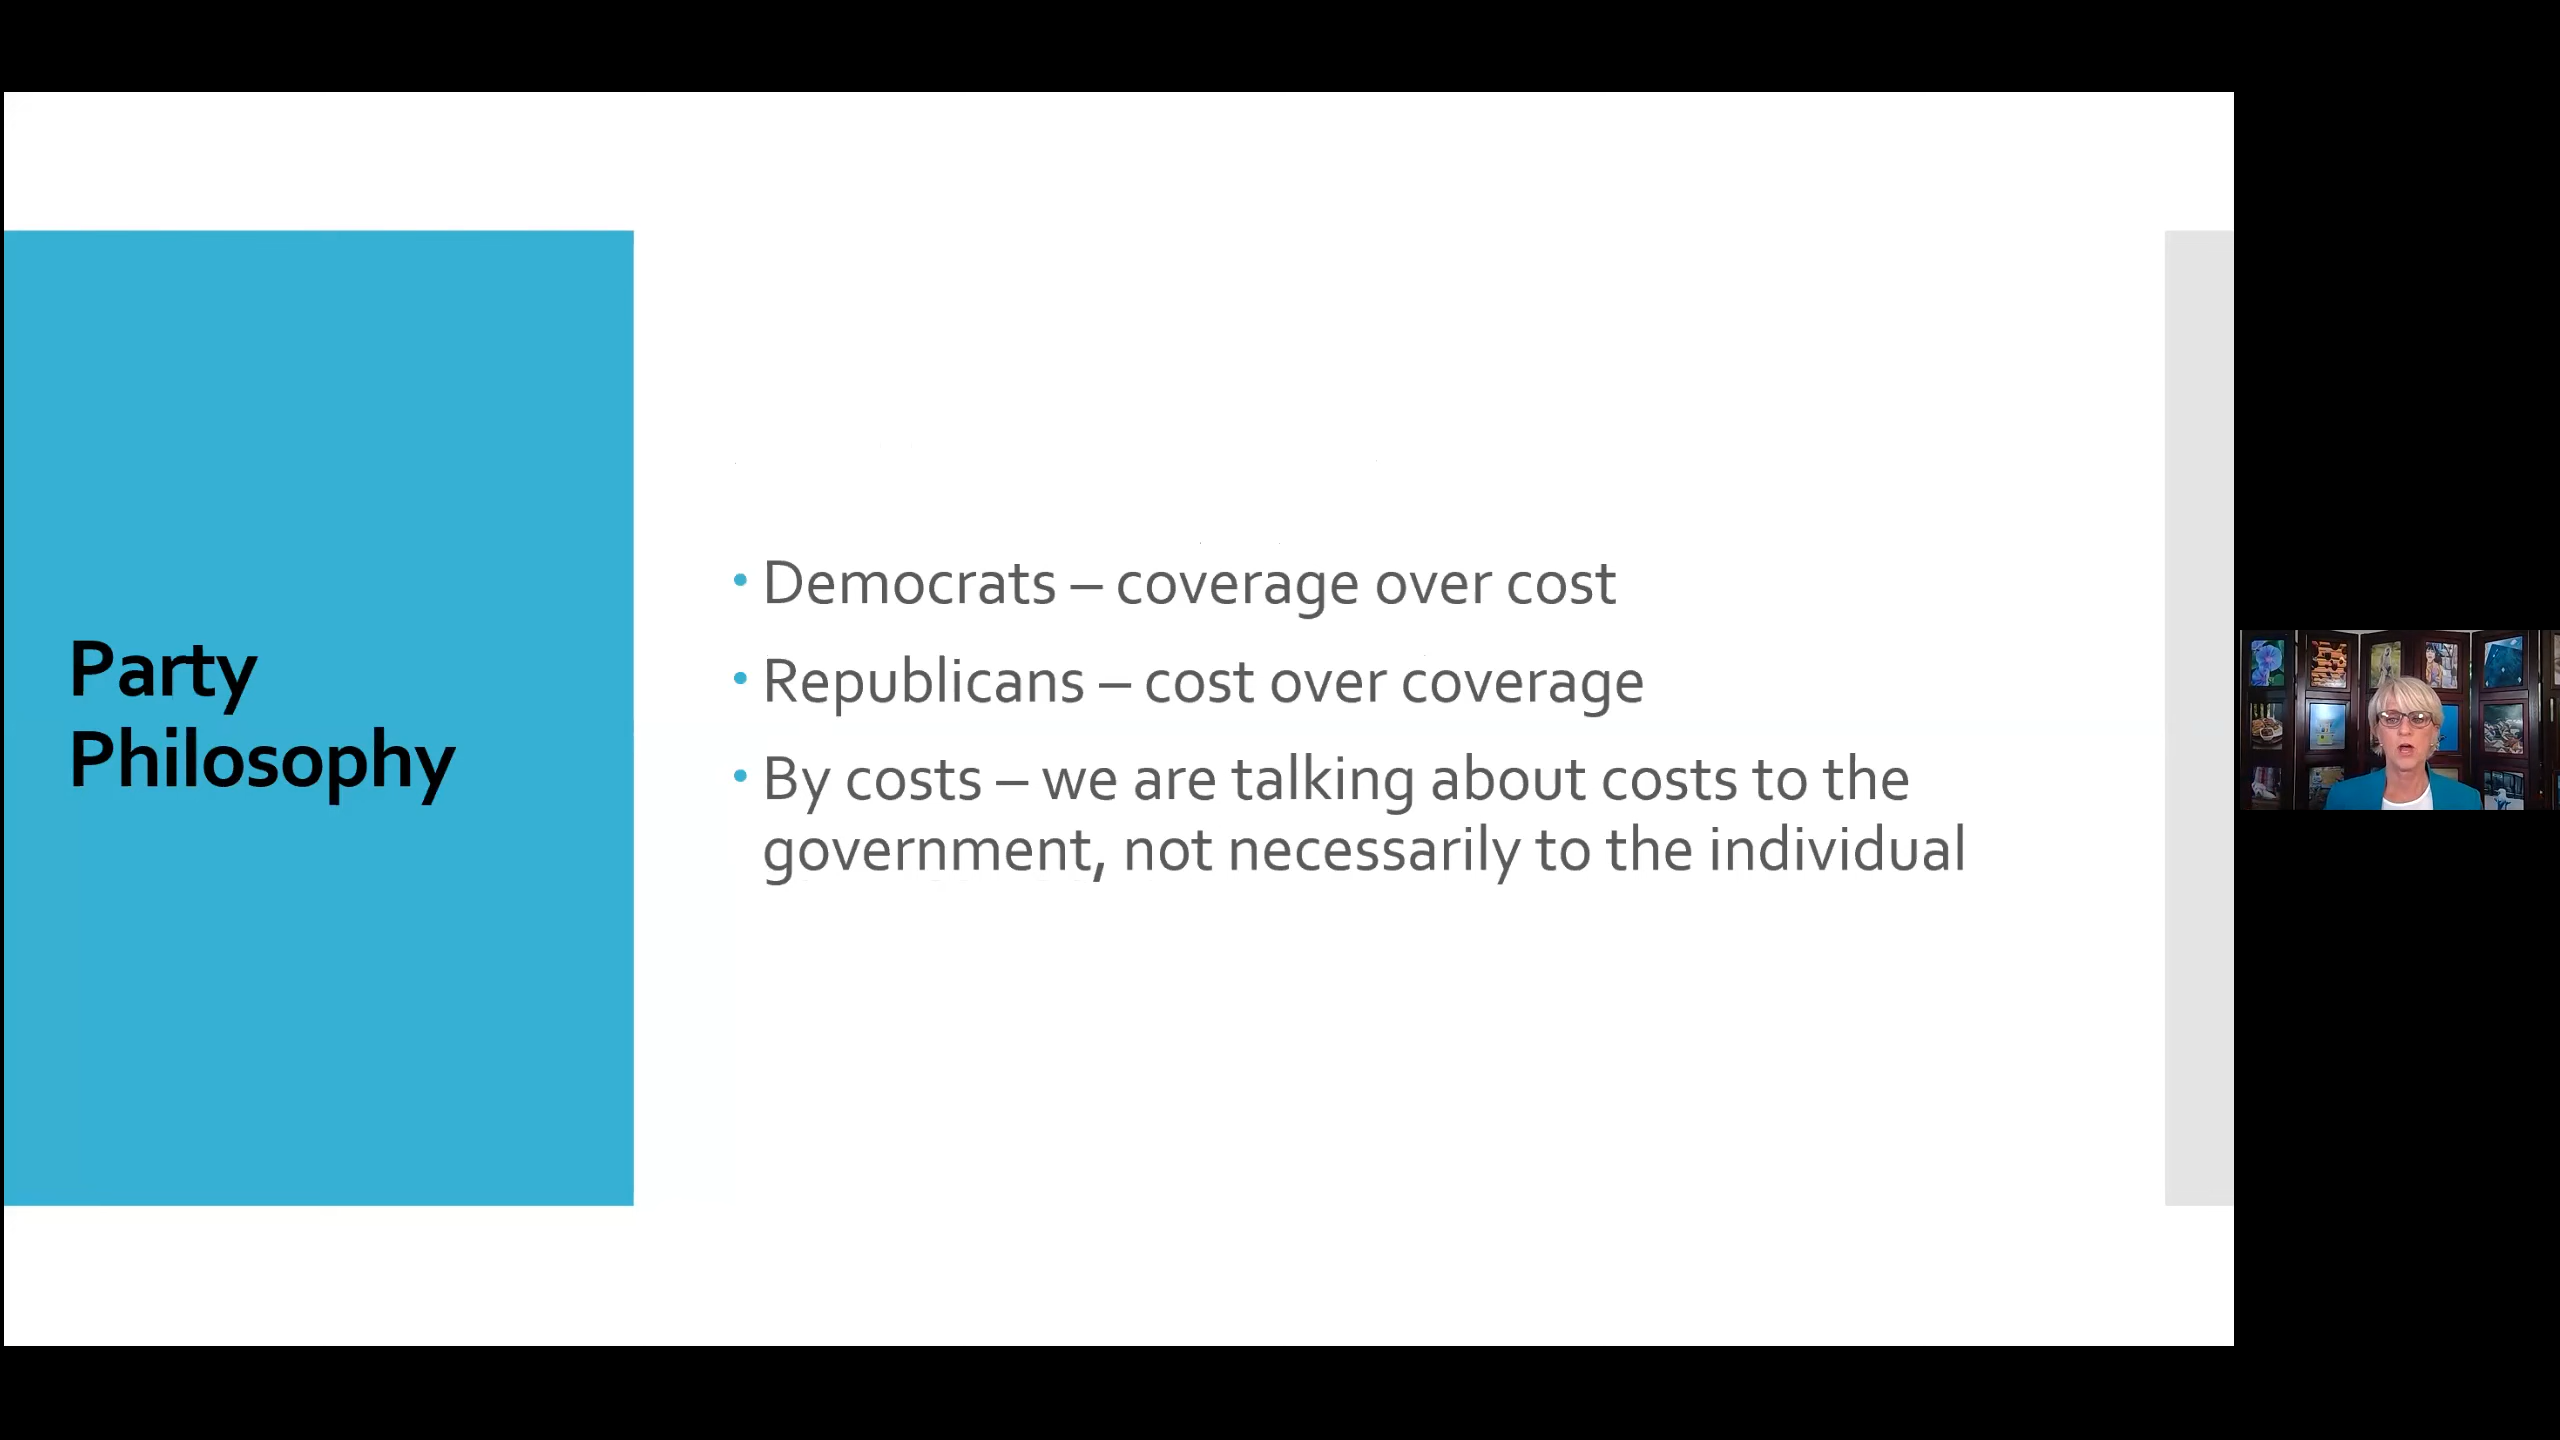 Party
Philosophy
• Democrats – coverage over cost
• Republicans – cost over coverage
• By costs – we are talking about costs to the
government, not necessarily to the individual